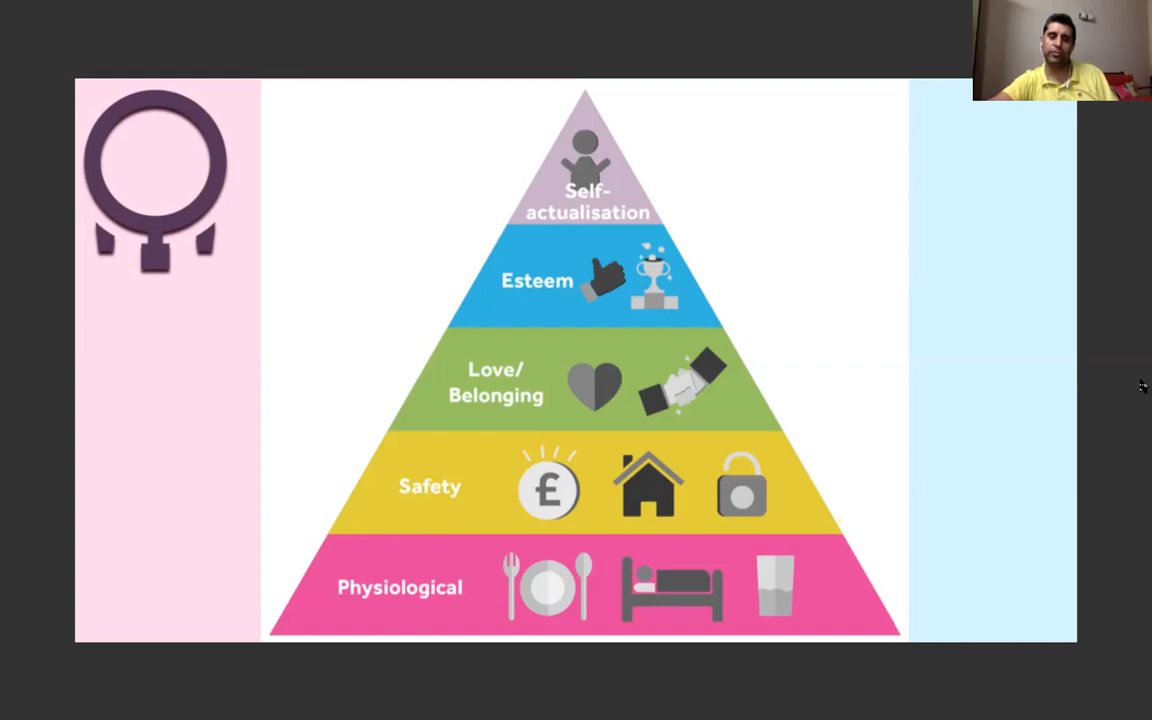 Self-
actualisation
Esteem
Love/
Belonging
Safety
£
Physiological